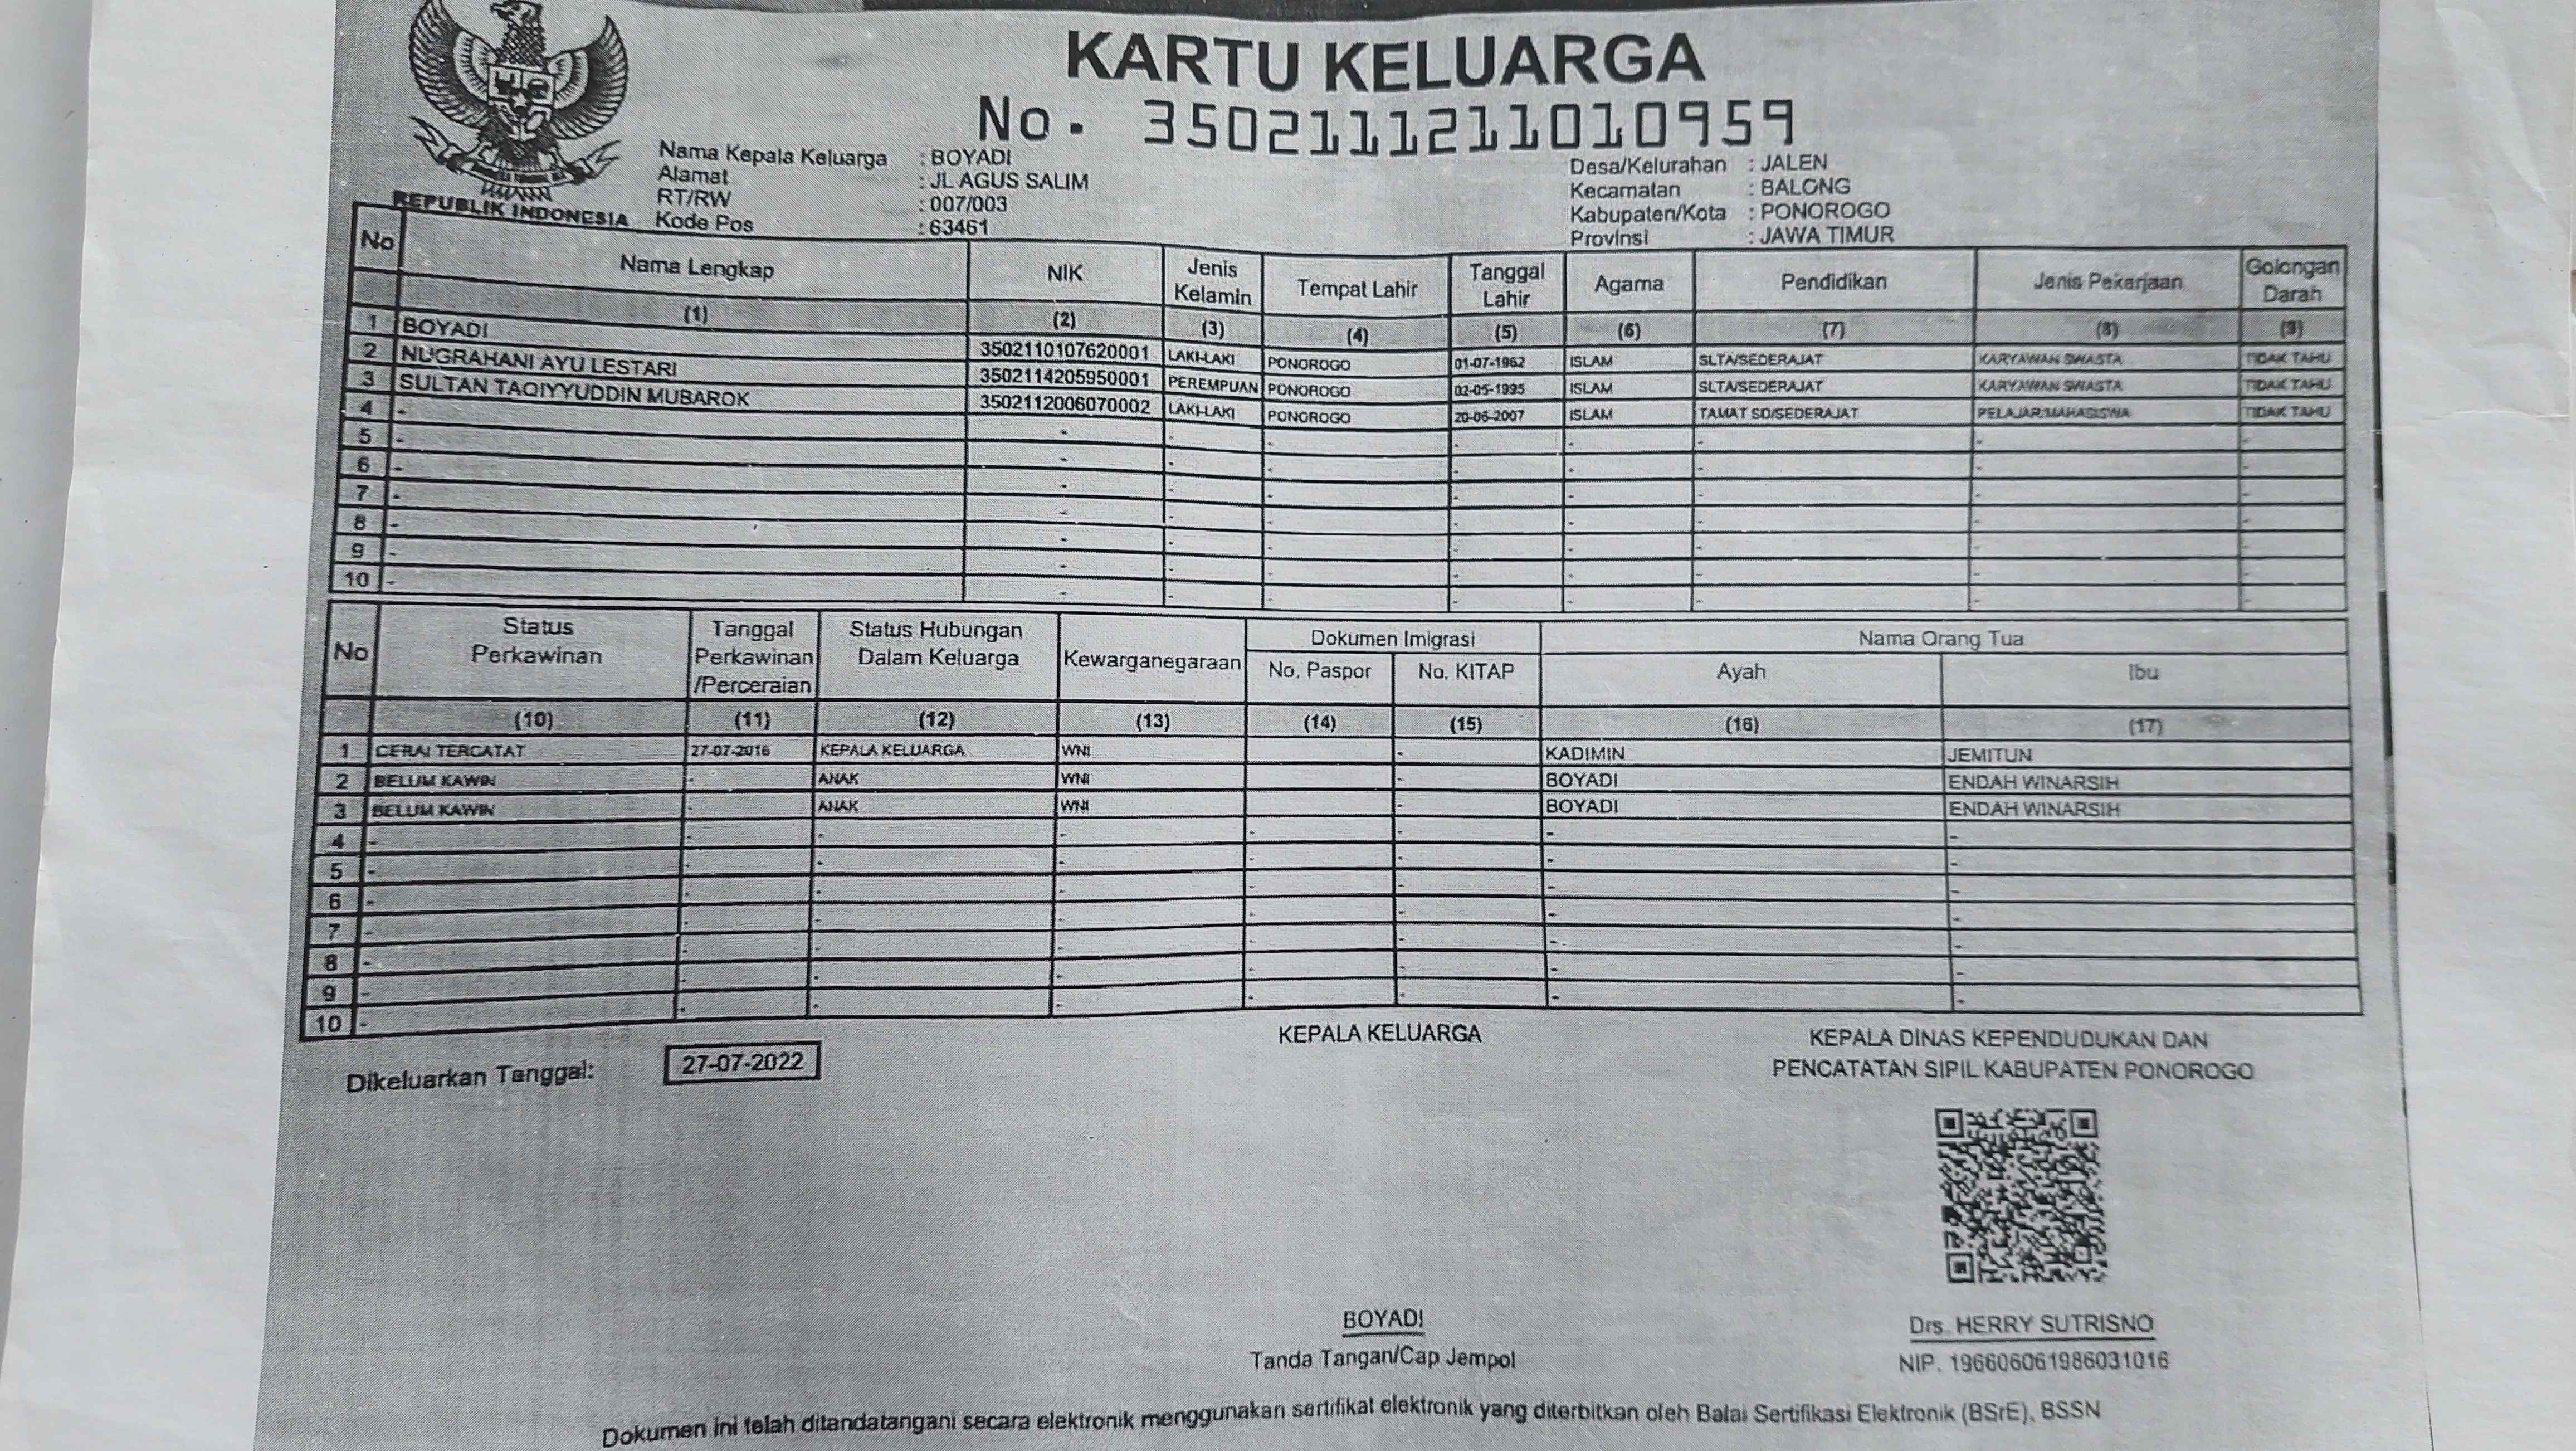 KARTU KELUARGA
No. 3502111211010959
REPUBLIK INDONESIA
Nama Kepala Keluarga : BOYADI
Alamat : JL AGUS SALIM
RT/RW : 007/003
Kode Pos : 63461
Desa/Kelurahan : JALEN
Kecamatan : BALONG
Kabupaten/Kota : PONOROGO
Provinsi : JAWA TIMUR
No Nama Lengkap NIK Jenis Kelamin Tempat Lahir Tanggal Lahir Agama Pendidikan Jenis Pekerjaan Golongan Darah
(1) (2) (3) (4) (5) (6) (7) (8) (9)
1 BOYADI 3502110107620001 LAKI-LAKI PONOROGO 01-07-1962 ISLAM SLTA/SEDERAJAT KARYAWAN SWASTA TIDAK TAHU
2 NUGRAHANI AYU LESTARI 3502114205950001 PEREMPUAN PONOROGO 02-05-1995 ISLAM SLTA/SEDERAJAT KARYAWAN SWASTA TIDAK TAHU
3 SULTAN TAQIYYUDDIN MUBAROK 3502112006070002 LAKI-LAKI PONOROGO 20-06-2007 ISLAM TAMAT SD/SEDERAJAT PELAJAR/MAHASISWA TIDAK TAHU
4 - - - - - - - - -
5 - - - - - - - - -
6 - - - - - - - - -
7 - - - - - - - - -
8 - - - - - - - - -
9 - - - - - - - - -
10 - - - - - - - - -
No Status Perkawinan Tanggal Perkawinan /Perceraian Status Hubungan Dalam Keluarga Kewarganegaraan Dokumen Imigrasi Nama Orang Tua
No. Paspor No. KITAP Ayah Ibu
(10) (11) (12) (13) (14) (15) (16) (17)
1 CERAI TERCATAT 27-07-2016 KEPALA KELUARGA WNI - KADIMIN JEMITUN
2 BELUM KAWIN - ANAK WNI - BOYADI ENDAH WINARSIH
3 BELUM KAWIN - ANAK WNI - BOYADI ENDAH WINARSIH
4 - - - - - - - -
5 - - - - - - - -
6 - - - - - - - -
7 - - - - - - - -
8 - - - - - - - -
9 - - - - - - - -
10 - - - - - - - -
Dikeluarkan Tanggal: 27-07-2022
KEPALA KELUARGA
BOYADI
Tanda Tangan/Cap Jempol
KEPALA DINAS KEPENDUDUKAN DAN
PENCATATAN SIPIL KABUPATEN PONOROGO
Drs. HERRY SUTRISNO
NIP. 196606061986031016
Dokumen ini telah ditandatangani secara elektronik menggunakan sertifikat elektronik yang diterbitkan oleh Balai Sertifikasi Elektronik (BSrE), BSSN